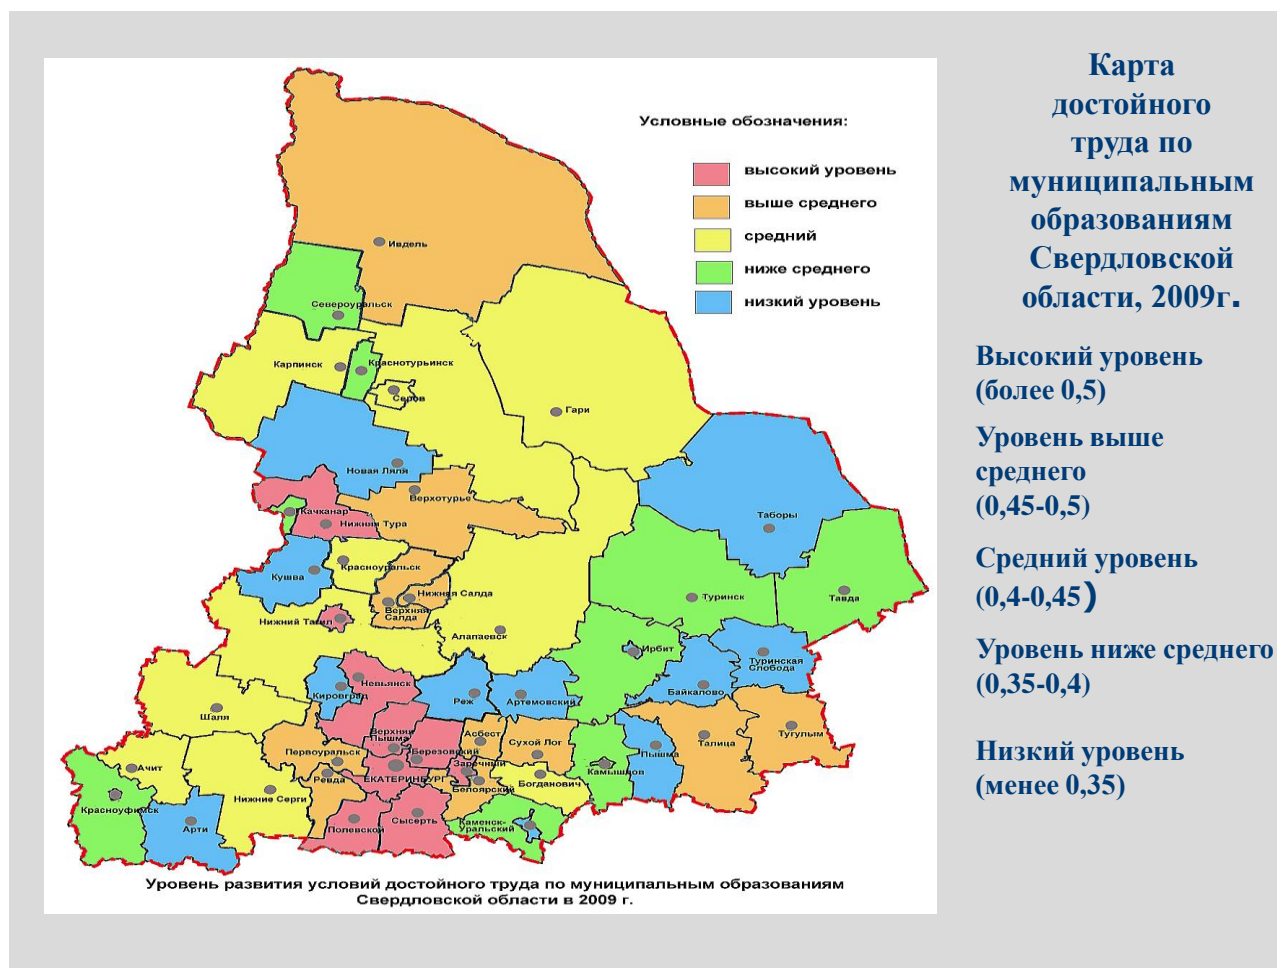 Карта
достойного
труда по
муниципальным
образованиям
Свердловской
области, 2009г.
Высокий уровень
(более 0,5)
Уровень выше
среднего
(0,45-0,5)
Средний уровень
(0,4-0,45)
Уровень ниже среднего
(0,35-0,4)
Низкий уровень
(менее 0,35)
Условные обозначения:
высокий уровень
выше среднего
средний
ниже среднего
низкий уровень
Ивдель
Североуральск
Карпинск
Краснотурьинск
Серов
Гари
Новая Ляля
Верхотурье
Качканар
Нижняя Тура
Таборы
Красноуральск
Кушва
Нижняя Салда
Верхняя
Салда
Туринск
Тавда
Нижний Тагил
Алапаевск
Ирбит
Туринская
Слобода
Невьянск
Кировград
Реж
Артемовский
Байкалово
Шаля
Верхняя
Пышма
Асбест
Сухой Лог
Пышма
Талица
Тугулым
Первоуральск
Березовский
Заречный
Ачит
Ревда
ЕКАТЕРИНБУРГ
Белоярский
Богданович
Камышлов
Нижние Серги
Красноуфимск
Арти
Полевской
Сысерть
Каменск-
Уральский
Уровень развития условий достойного труда по муниципальным образованиям
Свердловской области в 2009 г.